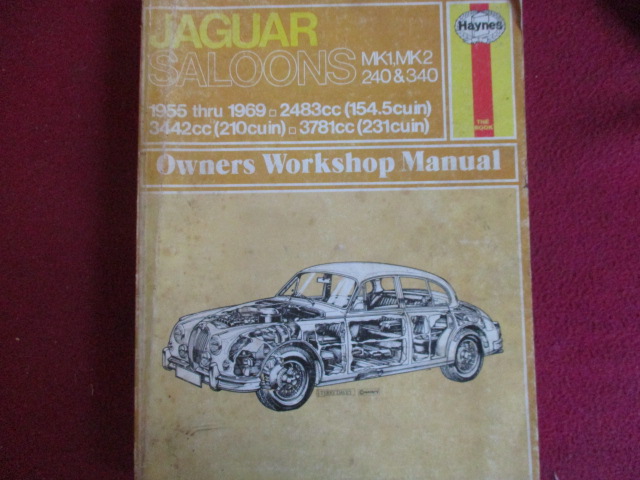 JAGUAR
SALOONS
MK1.MK2
240 & 340
1955 thru 1969 □ 2483cc (154.5cuin)
3442cc (210cuin) □ 3781cc (231cuin)
Haynes
THE
BOOK
Owners Workshop Manual